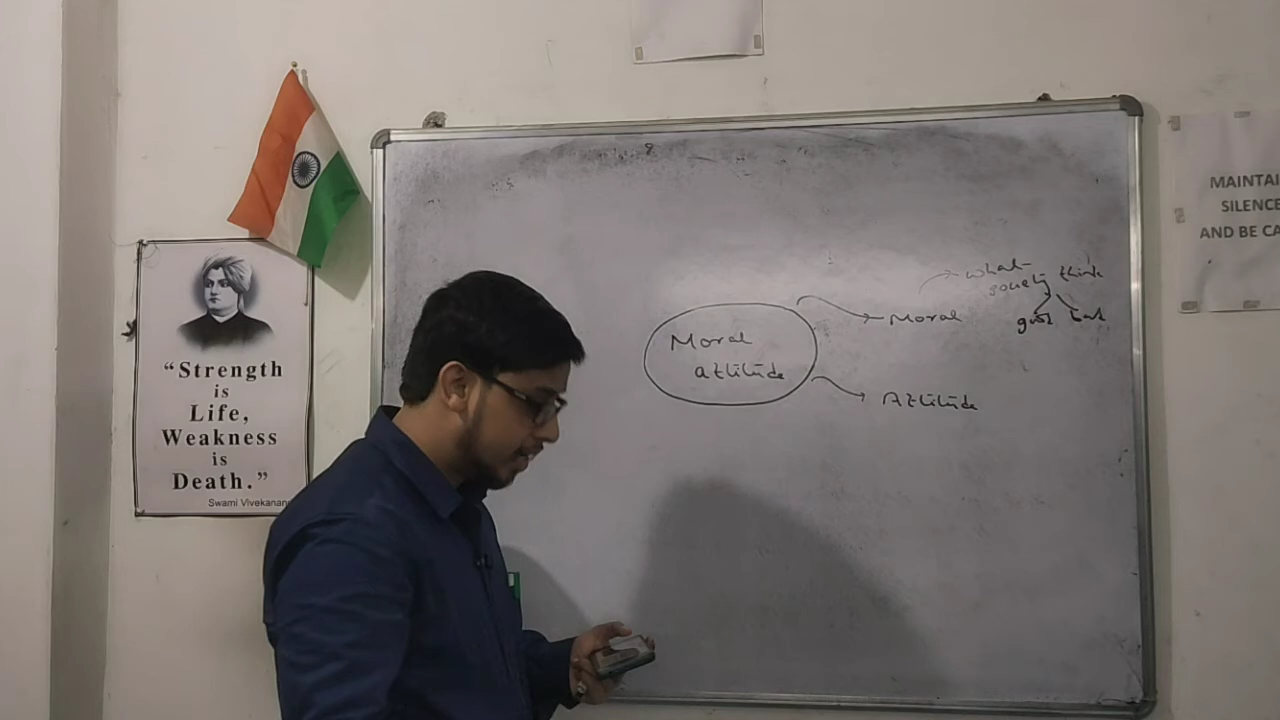 “Strength
is
Life,
Weakness
is
Death.”
Swami Vivekanan
Moral
attitude
Moral
what
society think
good bad
Attitude
MAINTAI
SILENCE
AND BE CA